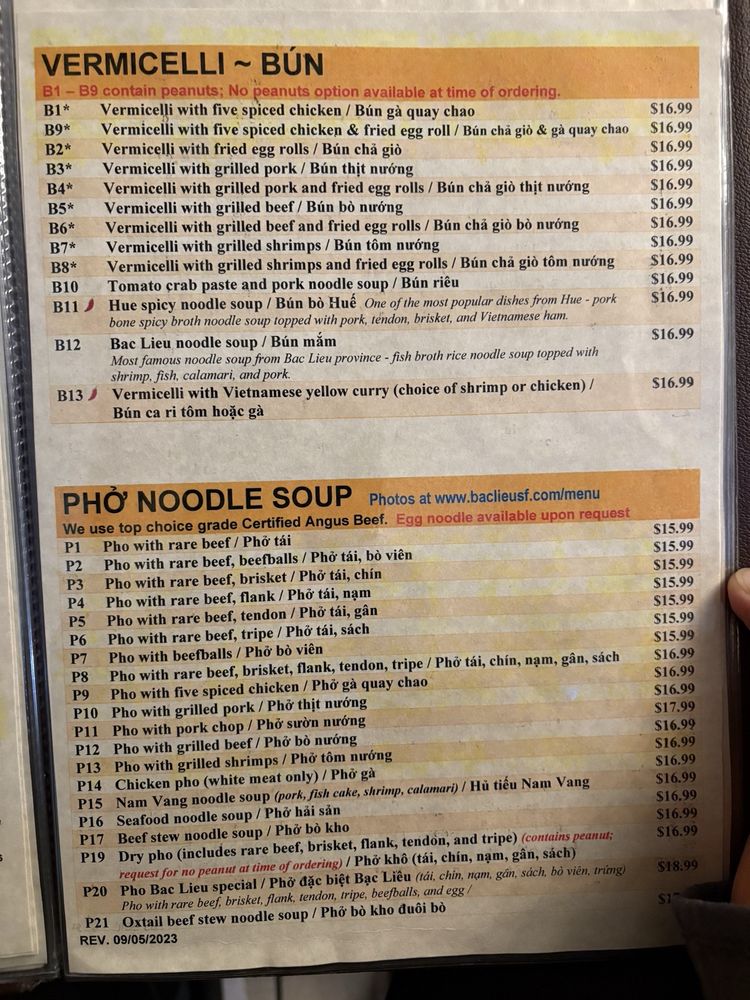 VERMICELLI ~ BÚN
B1 – B9 contain peanuts; No peanuts option available at time of ordering.
B1* Vermicelli with five spiced chicken / Bún gà quay chao $16.99
B9* Vermicelli with five spiced chicken & fried egg roll / Bún chả giò & gà quay chao $16.99
B2* Vermicelli with fried egg rolls / Bún chả giò $16.99
B3* Vermicelli with grilled pork / Bún thịt nướng $16.99
B4* Vermicelli with grilled pork and fried egg rolls / Bún chả giò thịt nướng $16.99
B5* Vermicelli with grilled beef / Bún bò nướng $16.99
B6* Vermicelli with grilled beef and fried egg rolls / Bún chả giò bò nướng $16.99
B7* Vermicelli with grilled shrimps / Bún tôm nướng $16.99
B8* Vermicelli with grilled shrimps and fried egg rolls / Bún chả giò tôm nướng $16.99
B10 Tomato crab paste and pork noodle soup / Bún riêu $16.99
B11 Hue spicy noodle soup / Bún bò Huế One of the most popular dishes from Hue - pork $16.99
bone spicy broth noodle soup topped with pork, tendon, brisket, and Vietnamese ham.
B12 Bac Lieu noodle soup / Bún mắm $16.99
Most famous noodle soup from Bac Lieu province - fish broth rice noodle soup topped with
shrimp, fish, calamari, and pork.
B13 Vermicelli with Vietnamese yellow curry (choice of shrimp or chicken) / $16.99
Bún ca ri tôm hoặc gà
PHỞ NOODLE SOUP Photos at www.baclieusf.com/menu
We use top choice grade Certified Angus Beef. Egg noodle available upon request
P1 Pho with rare beef / Phở tái $15.99
P2 Pho with rare beef, beefballs / Phở tái, bò viên $15.99
P3 Pho with rare beef, brisket / Phở tái, chín $15.99
P4 Pho with rare beef, flank / Phở tái, nạm $15.99
P5 Pho with rare beef, tendon / Phở tái, gân $15.99
P6 Pho with rare beef, tripe / Phở tái, sách $15.99
P7 Pho with beefballs / Phở bò viên $15.99
P8 Pho with rare beef, brisket, flank, tendon, tripe / Phở tái, chín, nạm, gân, sách $16.99
P9 Pho with five spiced chicken / Phở gà quay chao $16.99
P10 Pho with grilled pork / Phở thịt nướng $16.99
P11 Pho with pork chop / Phở sườn nướng $17.99
P12 Pho with grilled beef / Phở bò nướng $16.99
P13 Pho with grilled shrimps / Phở tôm nướng $16.99
P14 Chicken pho (white meat only) / Phở gà $16.99
P15 Nam Vang noodle soup (pork, fish cake, shrimp, calamari) / Hủ tiếu Nam Vang $16.99
P16 Seafood noodle soup / Phở hải sản $16.99
P17 Beef stew noodle soup / Phở bò kho $16.99
P19 Dry pho (includes rare beef, brisket, flank, tendon, and tripe) (contains peanut; $16.99
request for no peanut at time of ordering) / Phở khô (tái, chín, nạm, gân, sách)
P20 Pho Bac Lieu special / Phở đặc biệt Bạc Liêu (tái, chín, nạm, gân, sách, bò viên, trứng) $18.99
Pho with rare beef, brisket, flank, tendon, tripe, beefballs, and egg /
P21 Oxtail beef stew noodle soup / Phở bò kho đuôi bò
REV. 09/05/2023